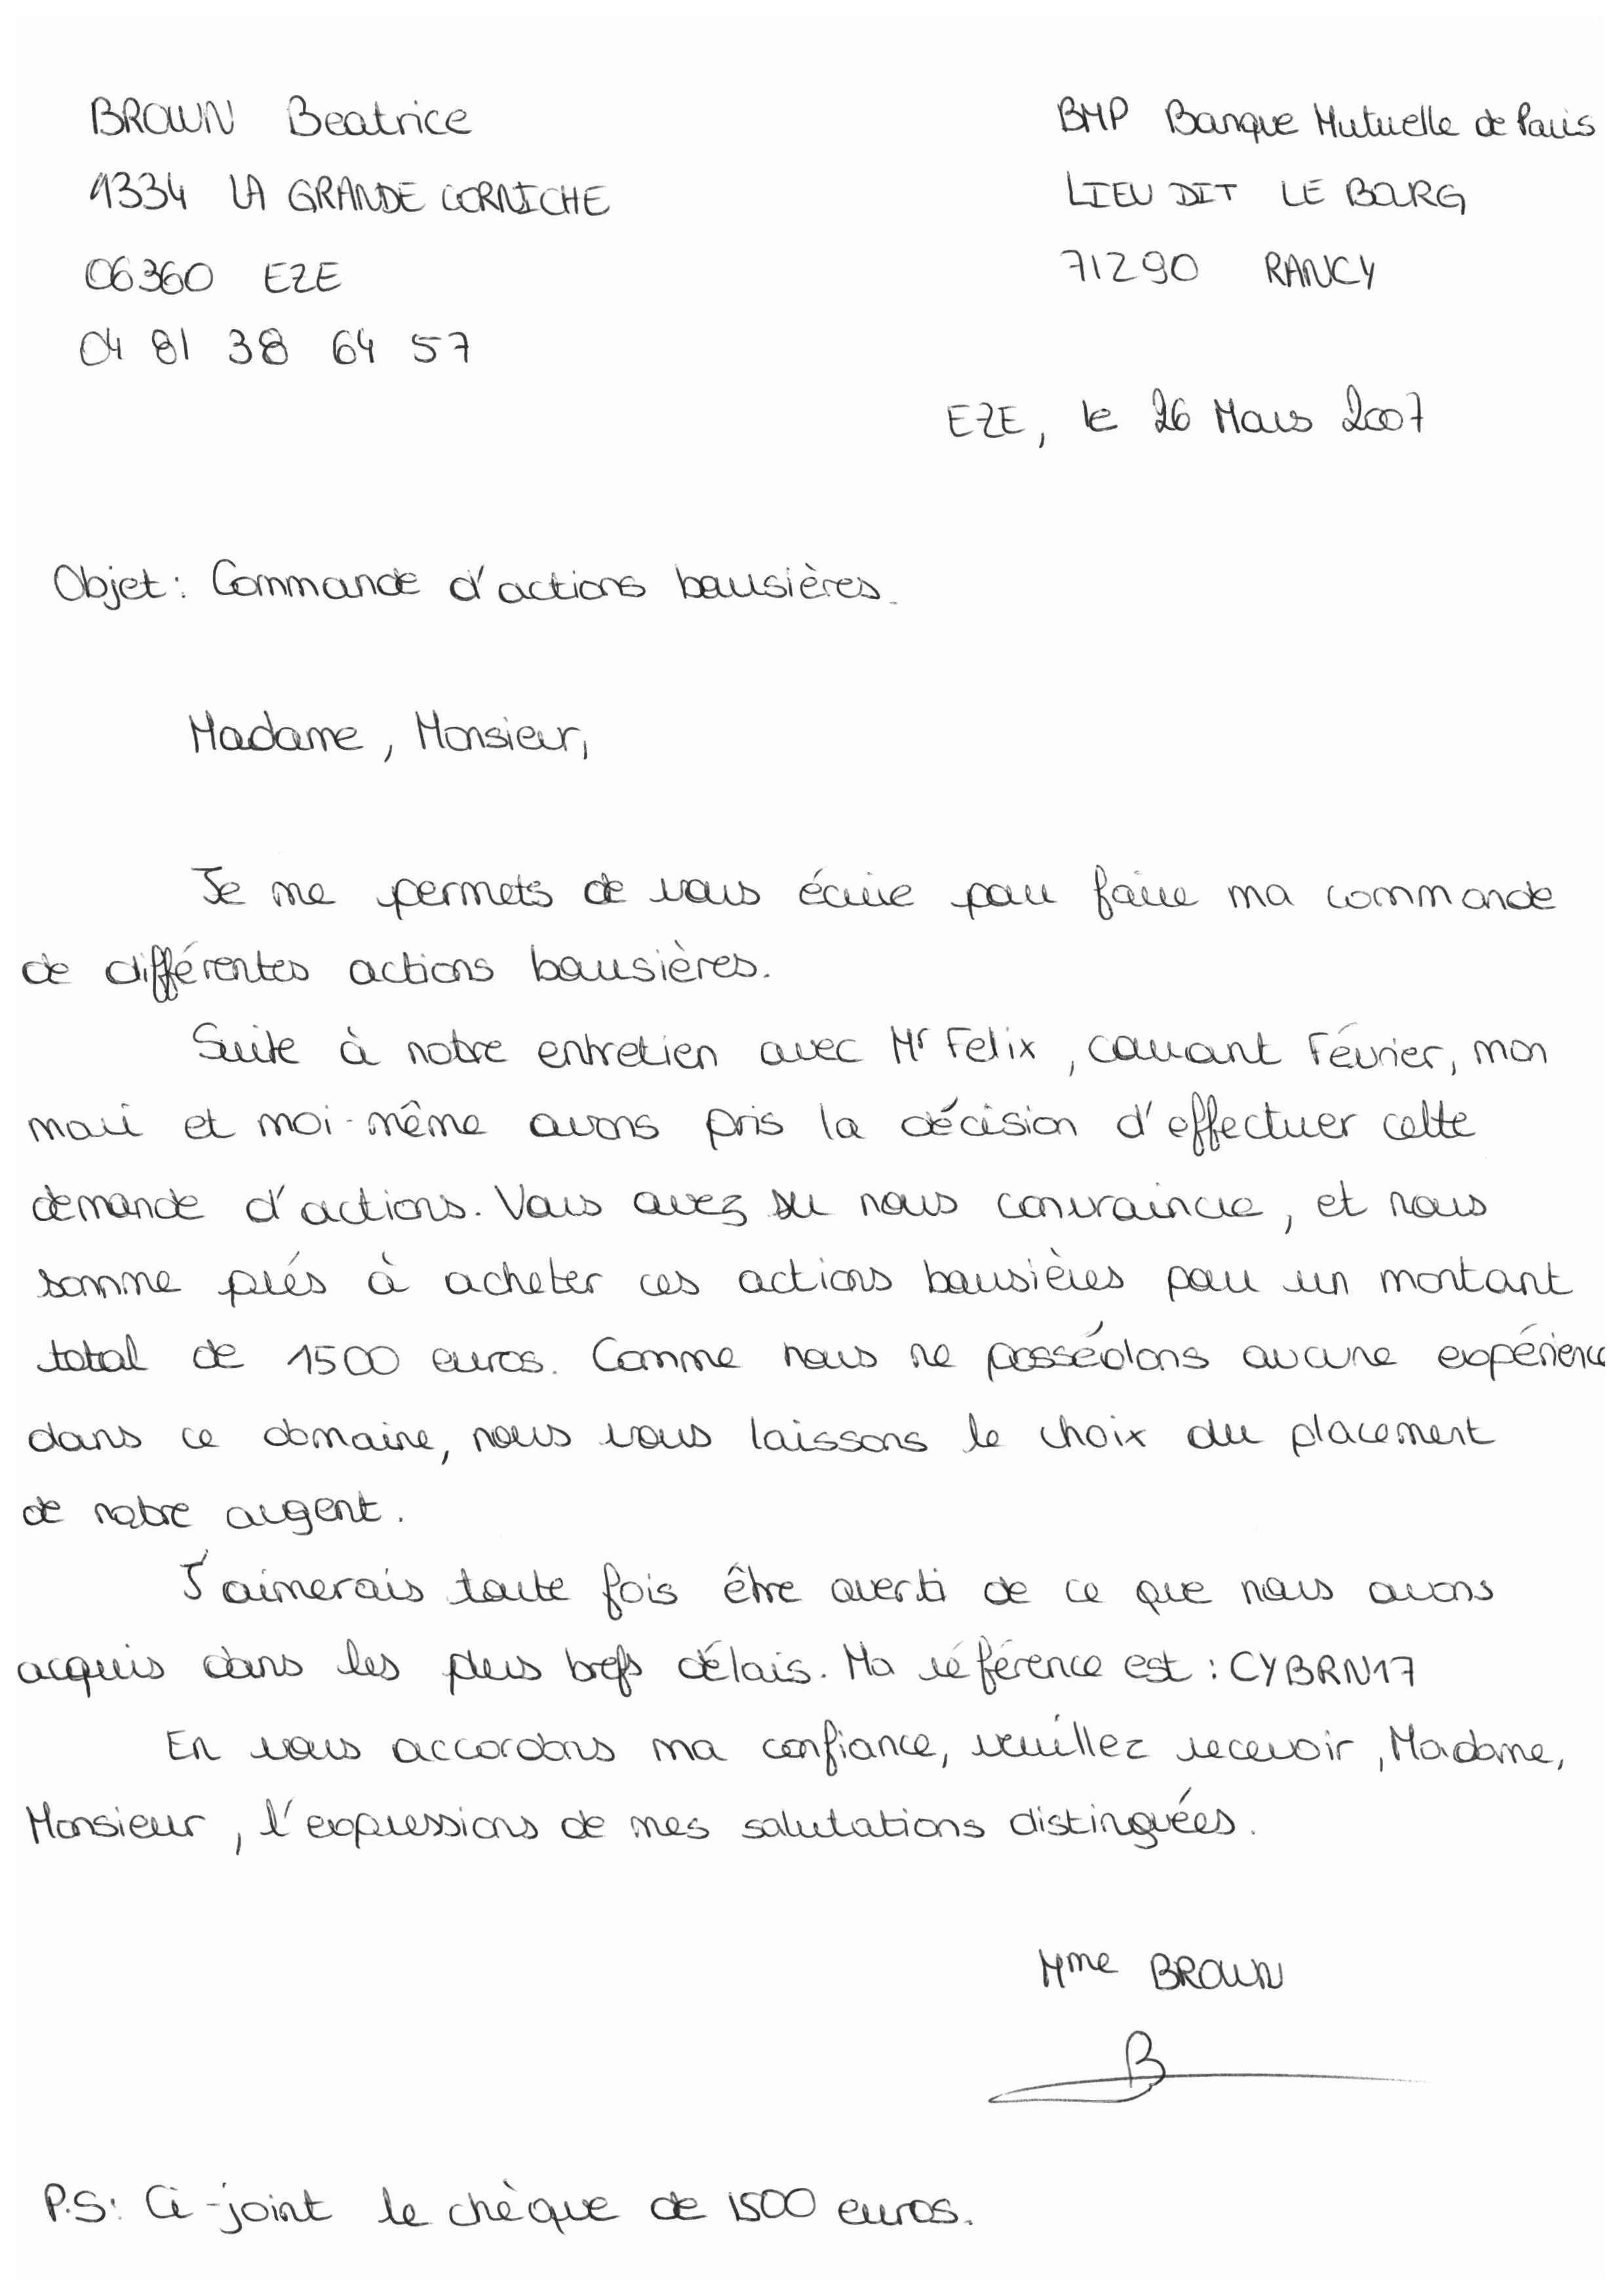 BROWN Beatrice
1334 LA GRANDE CORNICHE
06360 EZE
04 81 38 64 57
BMP Banque Mutuelle de Paris
LIEU DIT LE BOURG
71290 RANCY
EZE, le 26 Mars 2007
Objet : Commande d'actions boursières.
Madame, Monsieur,
Je me permets de vous écrire pour faire ma commande
de différentes actions boursières.
Suite à notre entretien avec Mr Felix, courant Février, mon
mari et moi-même avons pris la décision d'effectuer cette
demande d'actions. Vous avez su nous convaincre, et nous
somme prés à acheter ces actions boursières pour un montant
total de 1500 euros. Comme nous ne possédons aucune expérience
dans ce domaine, nous vous laissons le choix du placement
de notre argent.
J'aimerais toute fois être averti de ce que nous avons
acquis dans les plus brefs délais. Ma référence est : CYBRN17
En vous accordons ma confiance, veuillez recevoir, Madame,
Monsieur, l'expressions de mes salutations distinguées.
Mme BROWN
B
P.S: Ci-joint le chèque de 1500 euros.